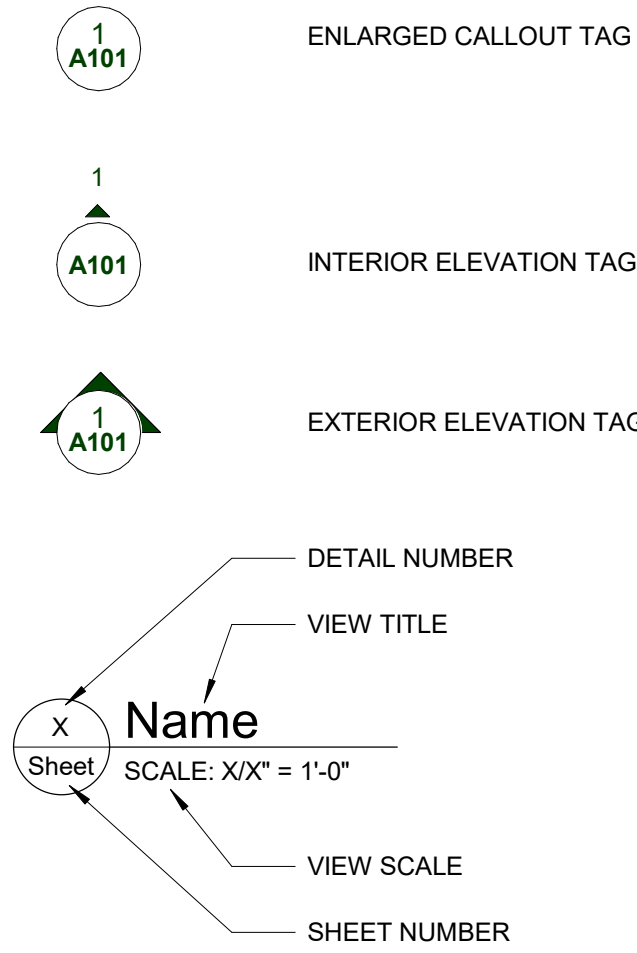 1
A101
ENLARGED CALLOUT TAG
1
A101
INTERIOR ELEVATION TAG
1
A101
EXTERIOR ELEVATION TAG
DETAIL NUMBER
VIEW TITLE
X
Name
Sheet
SCALE: X/X" = 1'-0"
VIEW SCALE
SHEET NUMBER